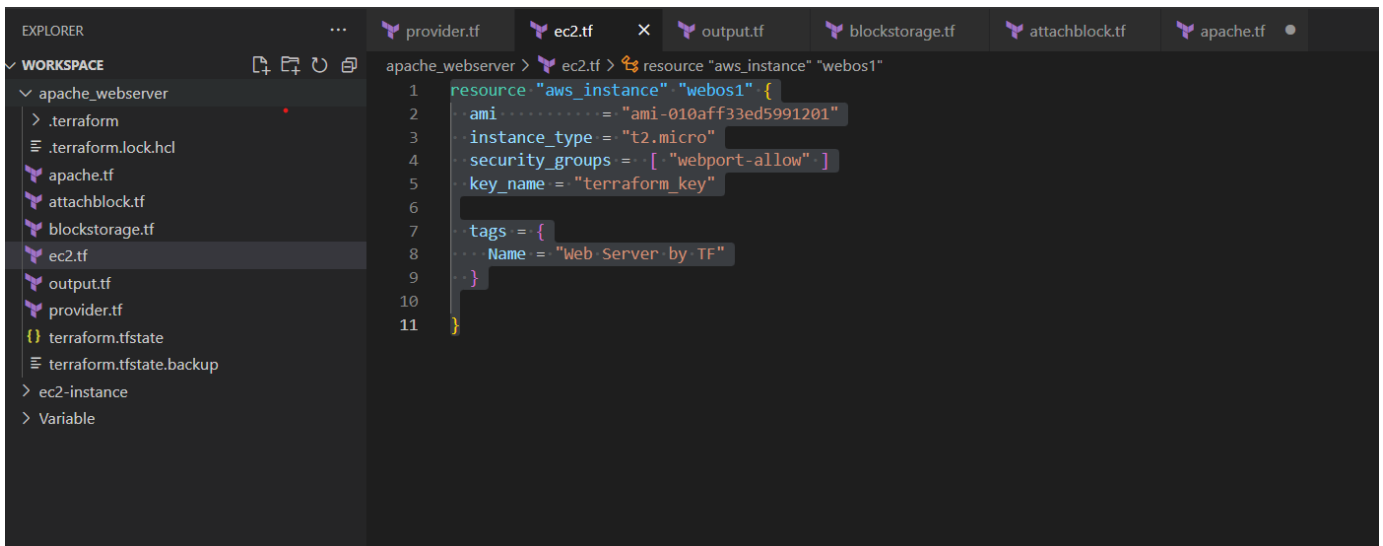 EXPLORER ···
WORKSPACE
apache_webserver
.terraform
.terraform.lock.hcl
apache.tf
attachblock.tf
blockstorage.tf
ec2.tf
output.tf
provider.tf
{} terraform.tfstate
terraform.tfstate.backup
ec2-instance
Variable
provider.tf ec2.tf × output.tf blockstorage.tf attachblock.tf apache.tf ●
apache_webserver > ec2.tf > resource "aws_instance" "webos1"
1 resource "aws_instance" "webos1" {
2 ami = "ami-010aff33ed5991201"
3 instance_type = "t2.micro"
4 security_groups = [ "webport-allow" ]
5 key_name = "terraform_key"
6
7 tags = {
8 Name = "Web Server by TF"
9 }
10
11 }